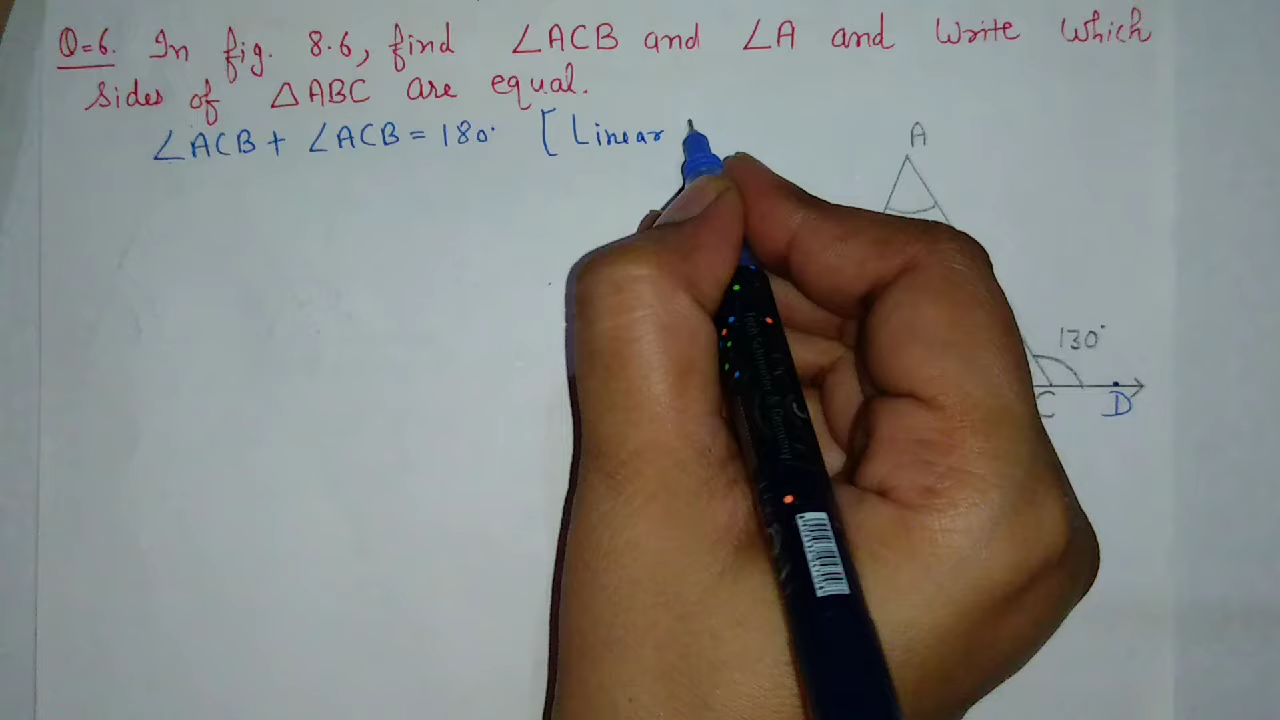 Q=6. In fig. 8.6, find ∠ACB and ∠A and Write which
sides of △ABC are equal.
∠ACB + ∠ACB = 180° [Linear
A
130°
C D